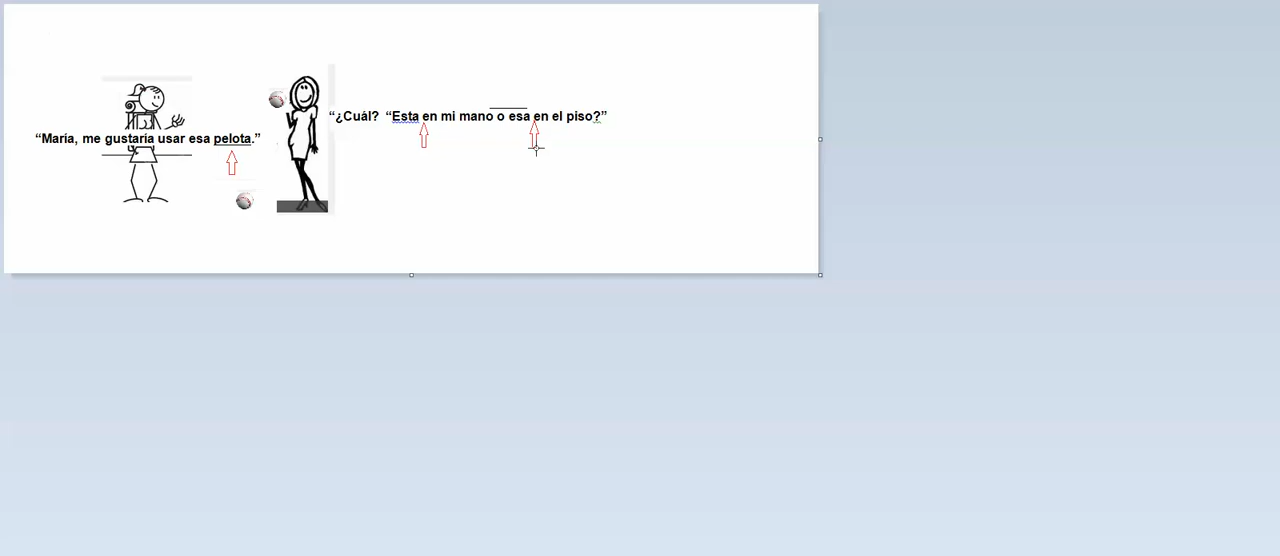 “¿Cuál? “Esta en mi mano o esa en el piso?”
“María, me gustaría usar esa pelota.”